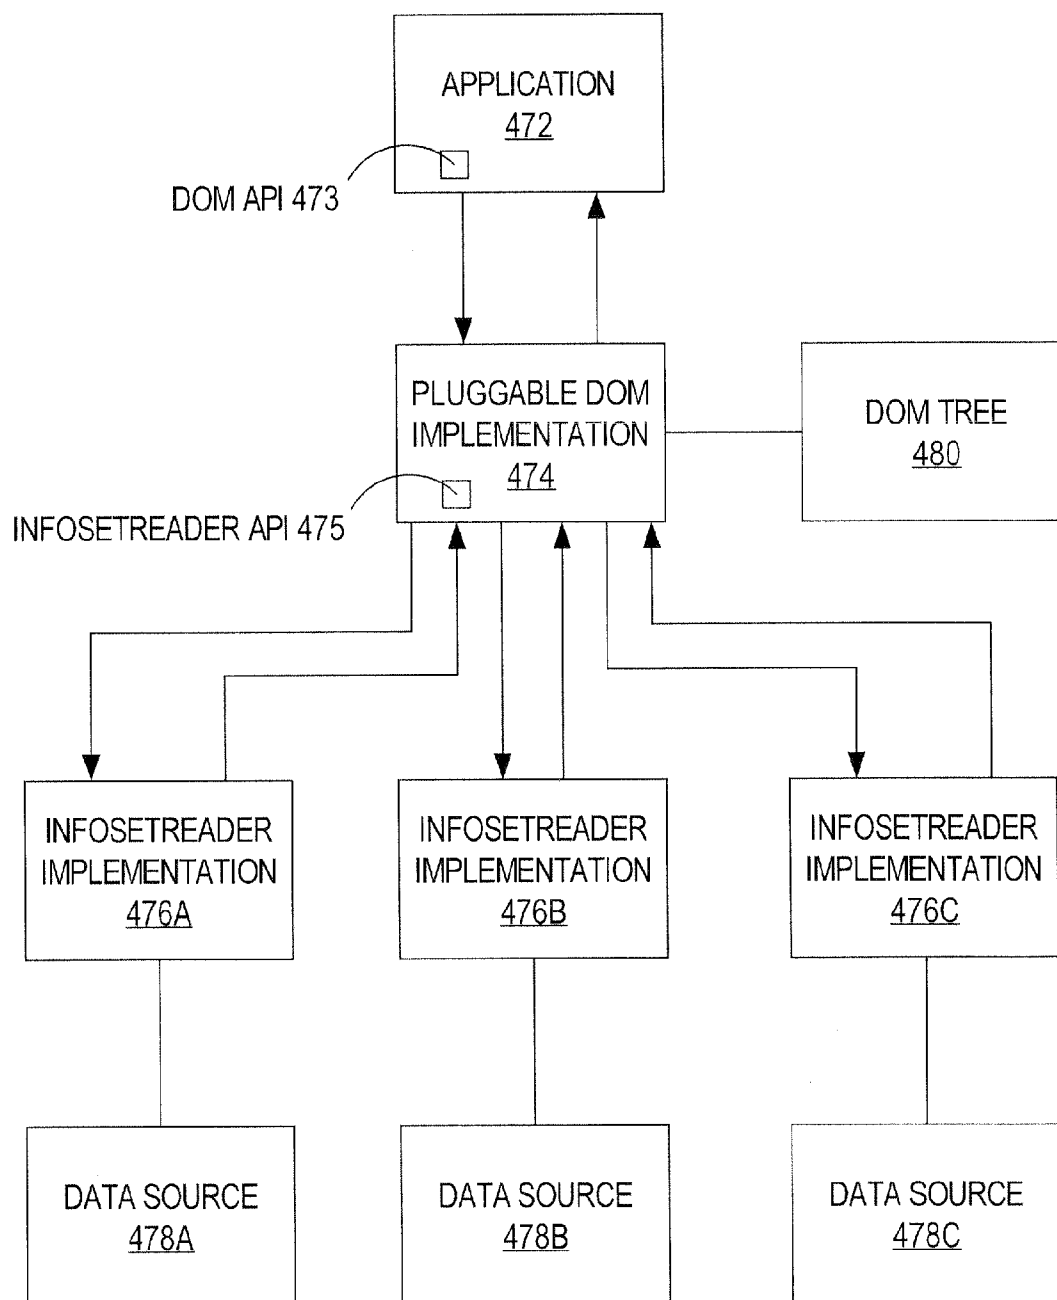 APPLICATION
472
DOM API 473
PLUGGABLE DOM
IMPLEMENTATION
474
DOM TREE
480
INFOSETREADER API 475
INFOSETREADER
IMPLEMENTATION
476A
INFOSETREADER
IMPLEMENTATION
476B
INFOSETREADER
IMPLEMENTATION
476C
DATA SOURCE
478A
DATA SOURCE
478B
DATA SOURCE
478C